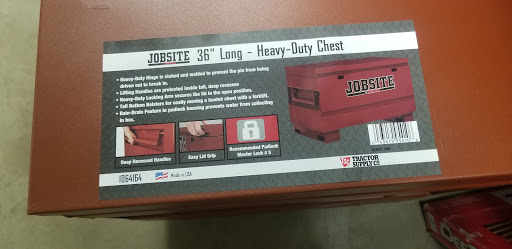 JOBSITE 36" Long - Heavy-Duty Chest
• Heavy-Duty Hinge is staked and welded to prevent the pin from being
driven out to break in.
• Lifting Handles are protected inside tall, deep recesses
• Heavy-Duty Locking Arm secures the lid in the open position.
• Tall Bottom Bolsters for easily moving a loaded chest with a forklift.
• Rain-Drain Feature in padlock housing prevents water from collecting
in box.
JOBSITE
Deep Recessed Handles
Easy Lid Grip
Recommended Padlock
Master Lock # 5
1064164
Made in USA
TRACTOR
SUPPLY CO